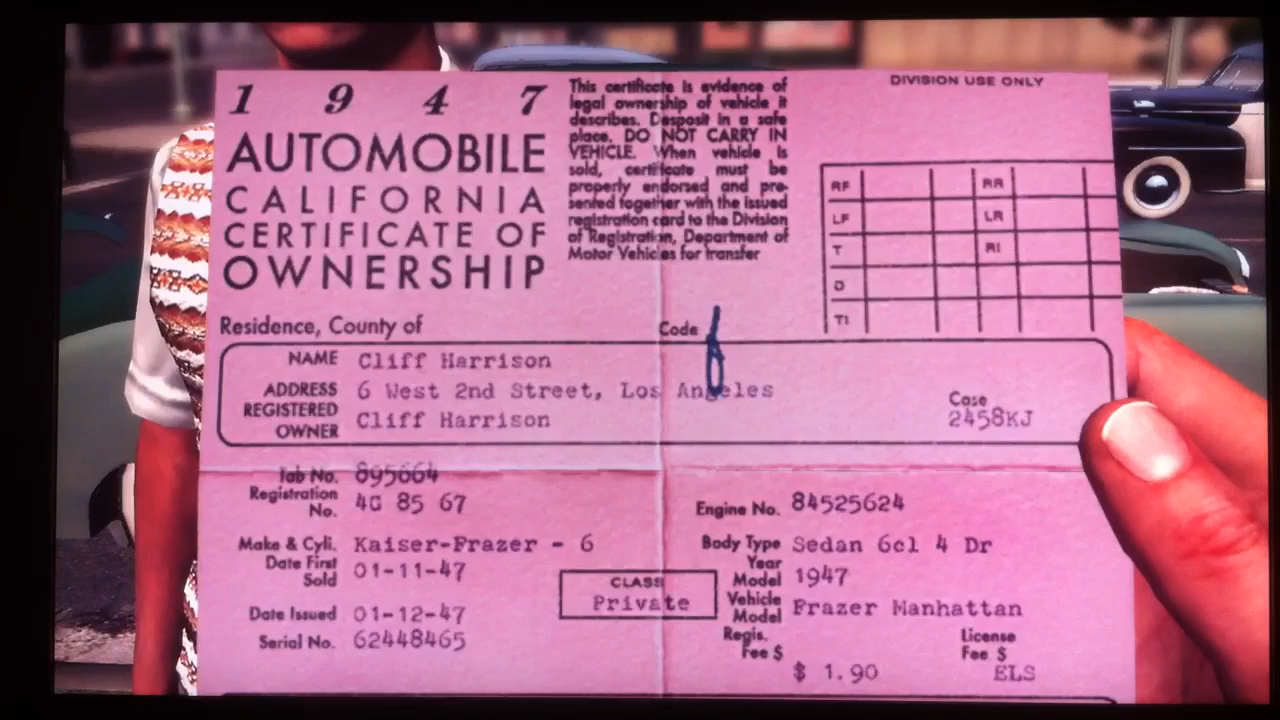 1 9 4 7
AUTOMOBILE
CALIFORNIA
CERTIFICATE OF
OWNERSHIP
This certificate is evidence of
legal ownership of vehicle it
describes. Desposit in a safe
place. DO NOT CARRY IN
VEHICLE. When vehicle is
sold, certificate must be
properly endorsed and pre-
sented together with the issued
registration card to the Division
of Registration, Department of
Motor Vehicles for transfer
DIVISION USE ONLY
RF RR
LF LR
T RI
O
TI
Residence, County of Code
NAME Cliff Harrison
ADDRESS 6 West 2nd Street, Los Angeles
REGISTERED OWNER Cliff Harrison
Case
2458KJ
Tab No. 895664
Registration No. 4G 85 67
Make & Cyli. Kaiser-Frazer - 6
Date First Sold 01-11-47
Date Issued 01-12-47
Serial No. 62448465
CLASS
Private
Engine No. 84525624
Body Type Sedan 6cl 4 Dr
Year Model 1947
Vehicle Model Frazer Manhattan
Regis. Fee $ $ 1.90
License Fee $ ELS